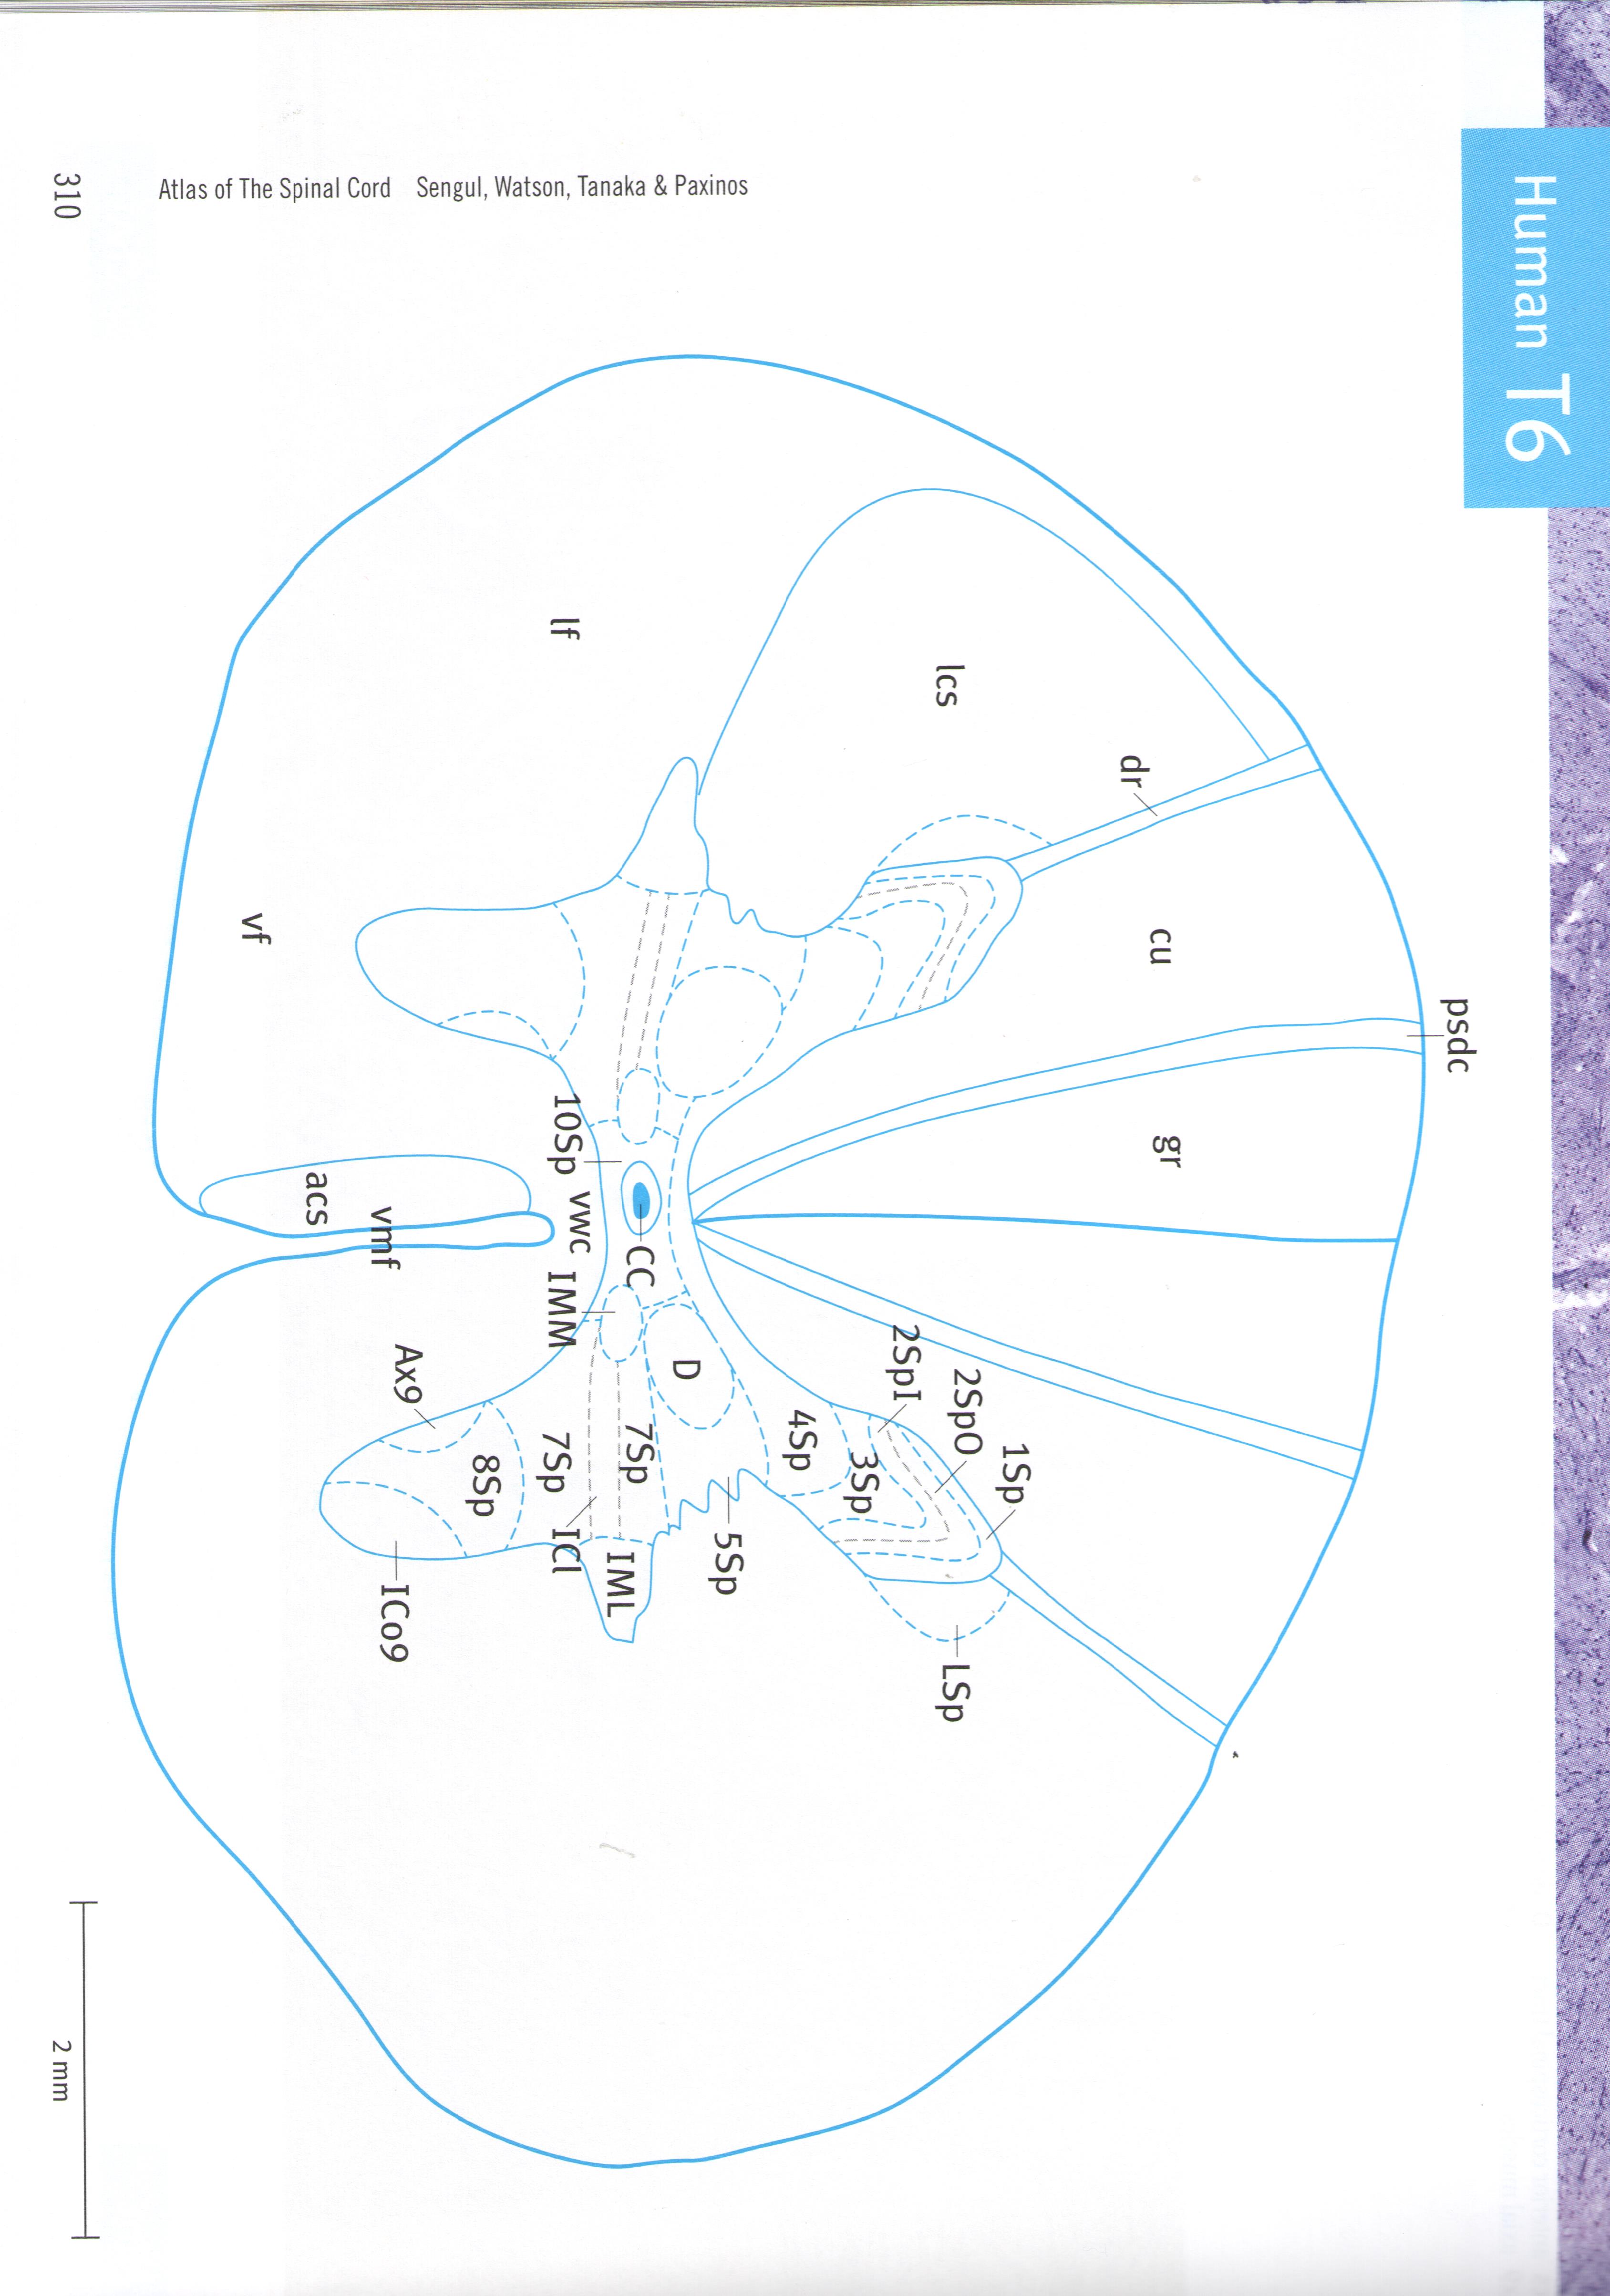 Human T6
psdc
gr
cu
dr
lcs
lf
vf
1Sp
2SpO
2SpI
LSp
3Sp
4Sp
5Sp
D
7Sp
CC
10Sp
vwc
IMM
IML
7Sp
ICl
8Sp
Ax9
ICo9
vmf
acs
2 mm
Atlas of The Spinal Cord Sengul, Watson, Tanaka & Paxinos
310